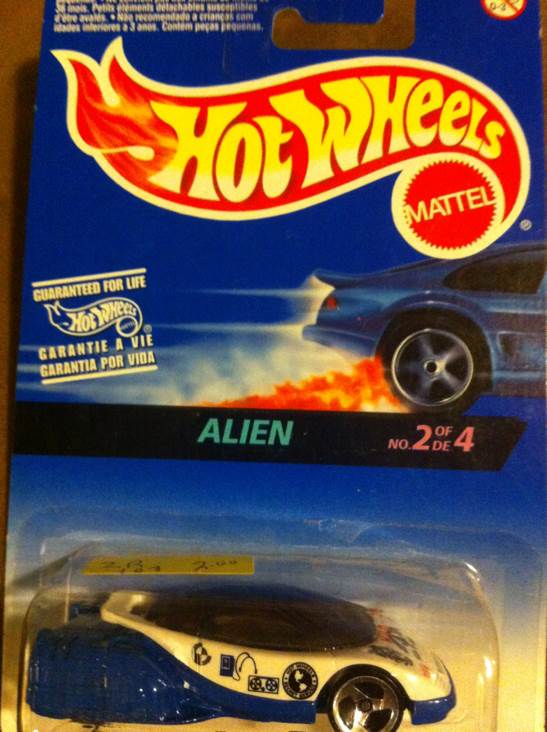 36 mois. Petits éléments détachables susceptibles
d'être avalés. • Não recomendado a crianças com
idades inferiores a 3 anos. Contém peças pequenas.
0-3
HOT WHEELS
MATTEL
®
GUARANTEED FOR LIFE
HOT WHEELS
®
GARANTIE A VIE
GARANTIA POR VIDA
ALIEN
NO. 2 OF 4
DE
2.00